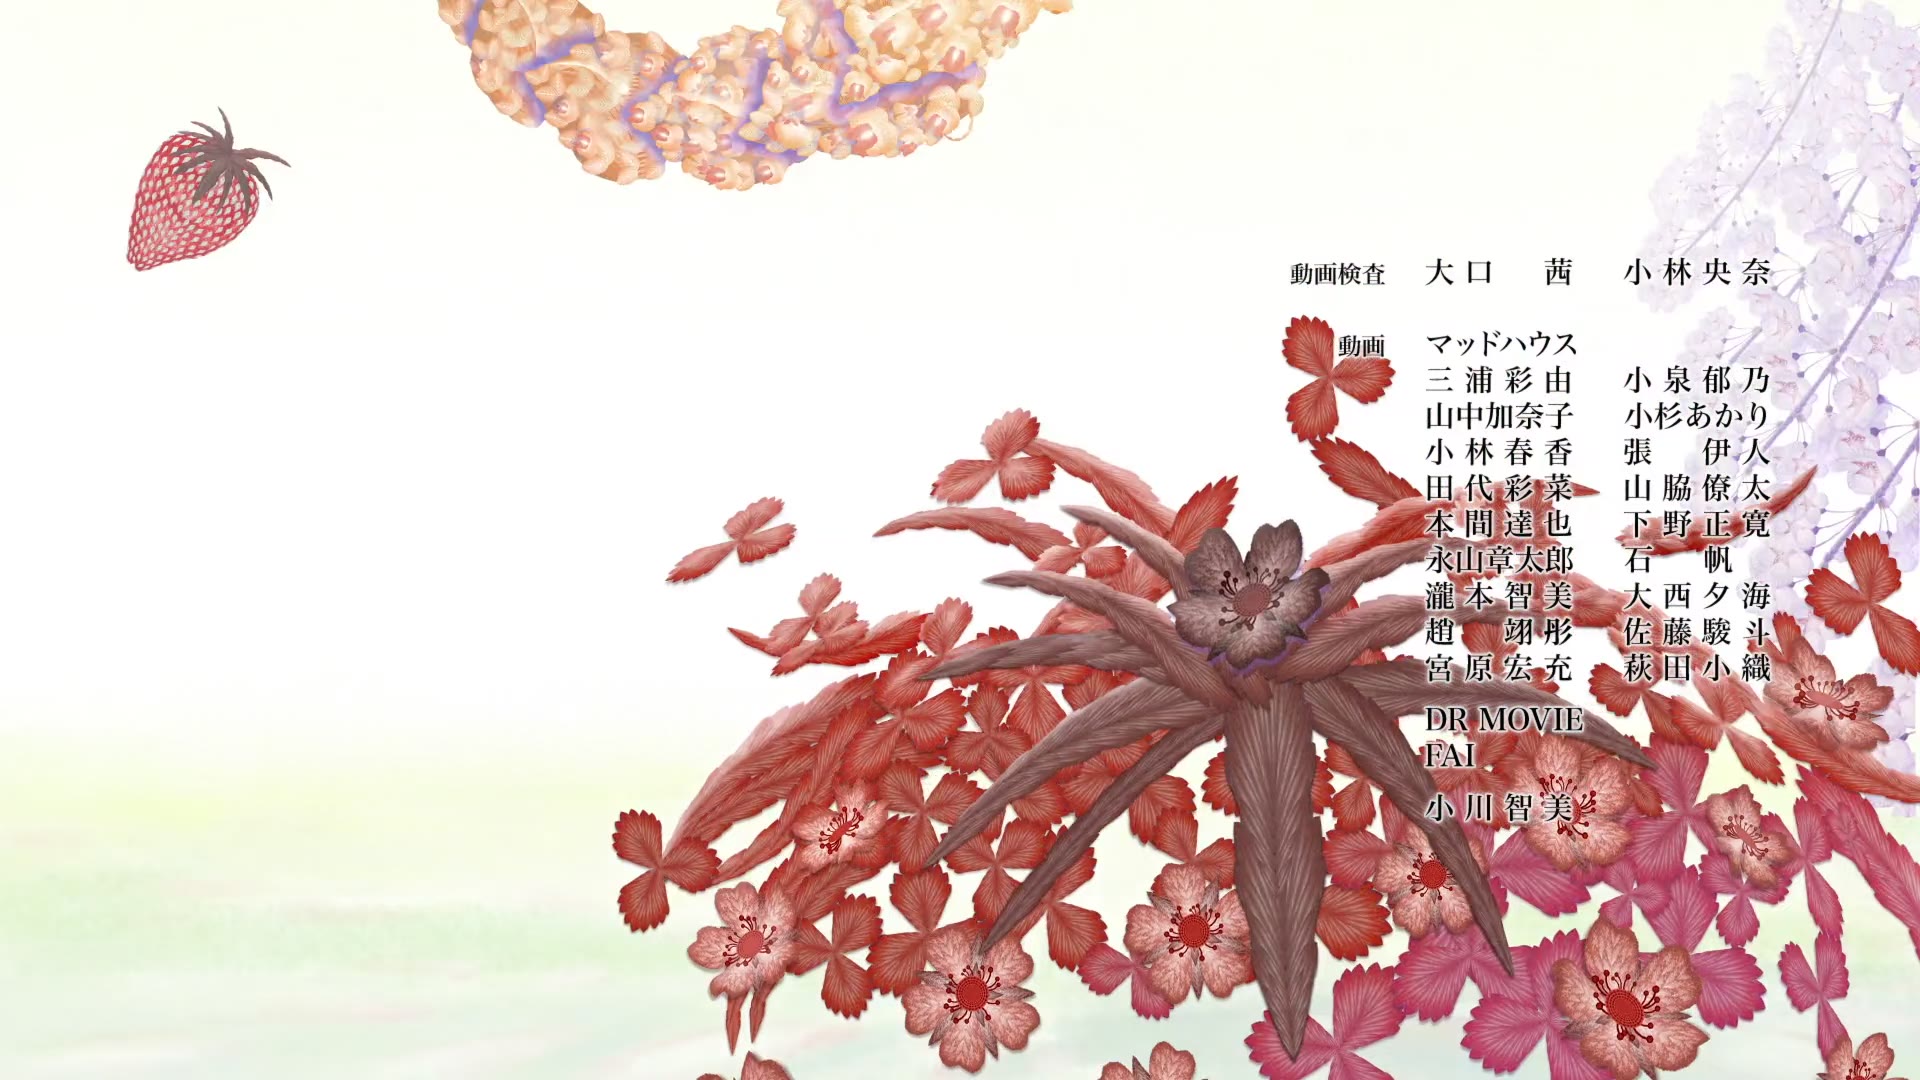 動画検査 大口 茜 小林央奈
動画 マッドハウス
三浦彩由 小泉郁乃
山中加奈子 小杉あかり
小林春香 張 伊人
田代彩菜 山脇僚太
本間達也 下野正寛
永山章太郎 石 帆
瀧本智美 大西夕海
趙 翊彤 佐藤駿斗
宮原宏充 萩田小織
DR MOVIE
FAI
小川智美